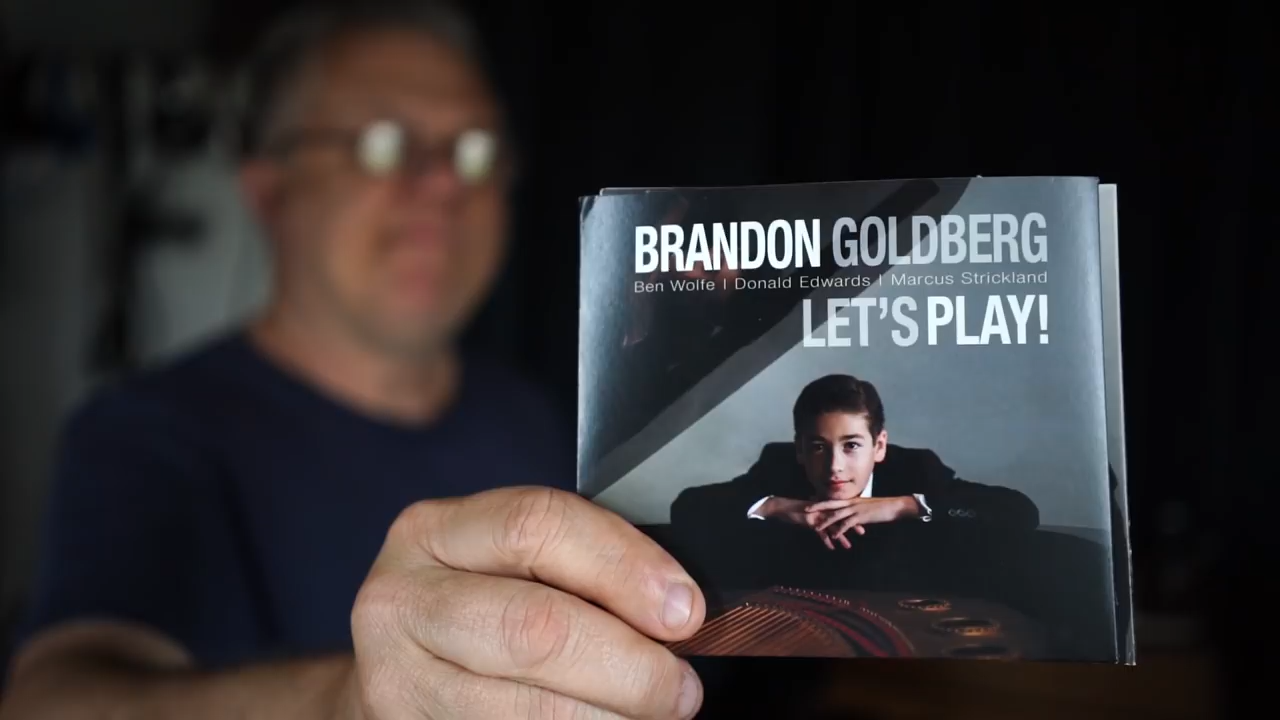 BRANDON GOLDBERG
Ben Wolfe | Donald Edwards | Marcus Strickland
LET'S PLAY!